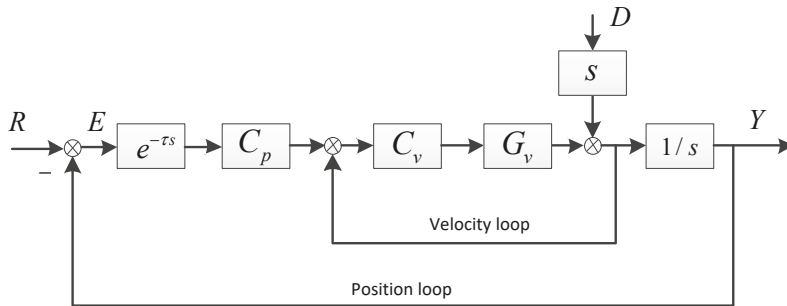 D
s
R
E
e^{-τs}
C_p
C_v
G_v
1/s
Y
−
Velocity loop
Position loop